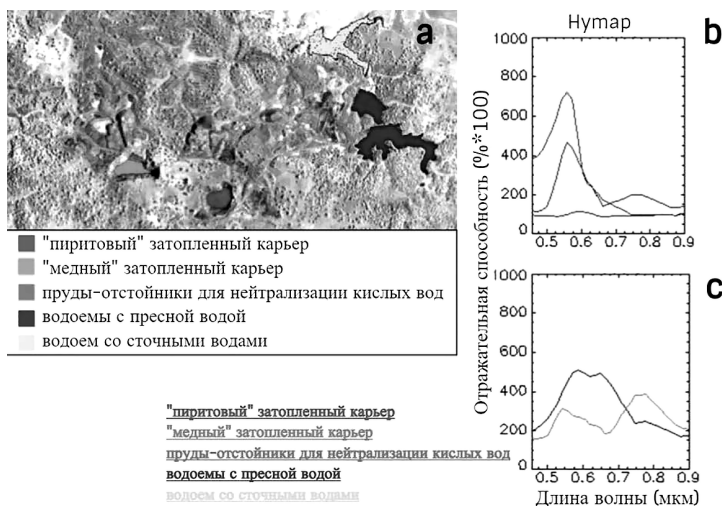 a
"пиритовый" затопленный карьер
"медный" затопленный карьер
пруды-отстойники для нейтрализации кислых вод
водоемы с пресной водой
водоем со сточными водами
"пиритовый" затопленный карьер
"медный" затопленный карьер
пруды-отстойники для нейтрализации кислых вод
водоемы с пресной водой
водоем со сточными водами
Hymap
b
1000
800
600
400
200
0
0.5 0.6 0.7 0.8 0.9
Отражательная способность (%*100)
c
1000
800
600
400
200
0
0.5 0.6 0.7 0.8 0.9
Длина волны (мкм)